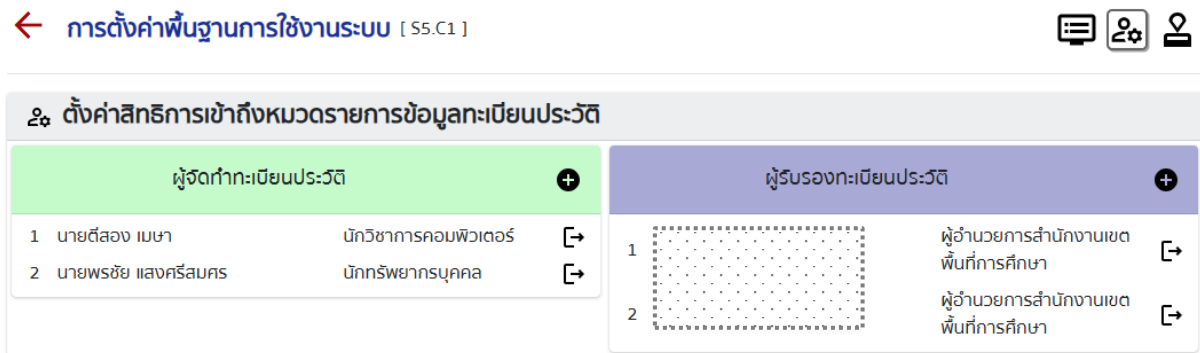 การตั้งค่าพื้นฐานการใช้งานระบบ [ S5.C1 ]
ตั้งค่าสิทธิการเข้าถึงหมวดรายการข้อมูลทะเบียนประวัติ
ผู้จัดทำทะเบียนประวัติ
1 นายตีสอง เมษา นักวิชาการคอมพิวเตอร์
2 นายพรชัย แสงศรีสมศร นักทรัพยากรบุคคล
ผู้รับรองทะเบียนประวัติ
1 ผู้อำนวยการสำนักงานเขต
พื้นที่การศึกษา
2 ผู้อำนวยการสำนักงานเขต
พื้นที่การศึกษา